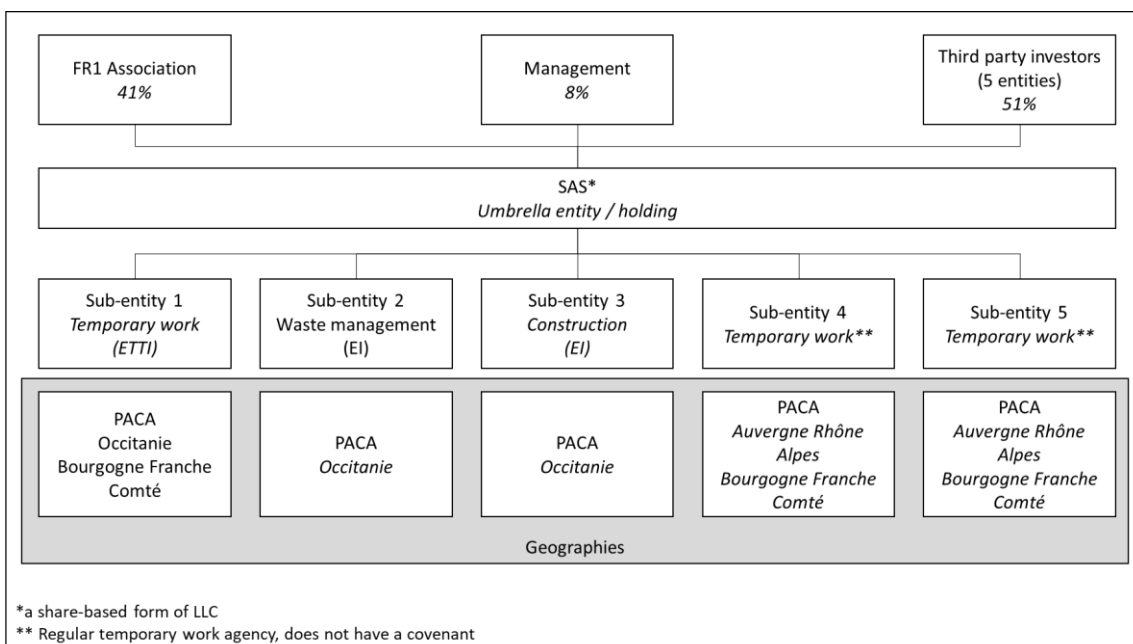 FR1 Association
41%
Management
8%
Third party investors
(5 entities)
51%
SAS*
Umbrella entity / holding
Sub-entity 1
Temporary work
(ETTI)
Sub-entity 2
Waste management
(EI)
Sub-entity 3
Construction
(EI)
Sub-entity 4
Temporary work**
Sub-entity 5
Temporary work**
PACA
Occitanie
Bourgogne Franche
Comté
PACA
Occitanie
PACA
Occitanie
PACA
Auvergne Rhône
Alpes
Bourgogne Franche
Comté
PACA
Auvergne Rhône
Alpes
Bourgogne Franche
Comté
Geographies
*a share-based form of LLC
** Regular temporary work agency, does not have a covenant